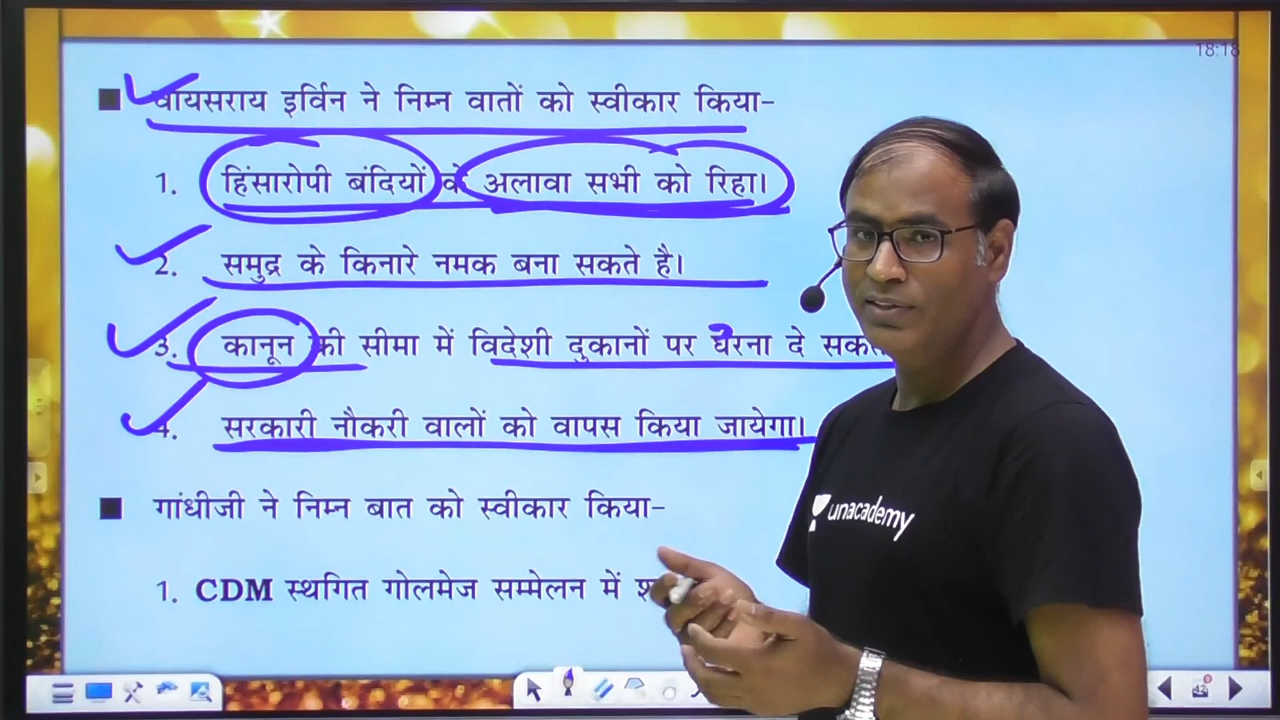 18:18
वायसराय इर्विन ने निम्न वातों को स्वीकार किया-
1. हिंसारोपी बंदियों के अलावा सभी को रिहा।
2. समुद्र के किनारे नमक बना सकते है।
3. कानून की सीमा में विदेशी दुकानों पर
4. सरकारी नौकरी वालों को वापस किया जायेगा।
गांधीजी ने निम्न बात को स्वीकार किया-
1. CDM स्थगित गोलमेज सम्मेलन में
unacademy
42